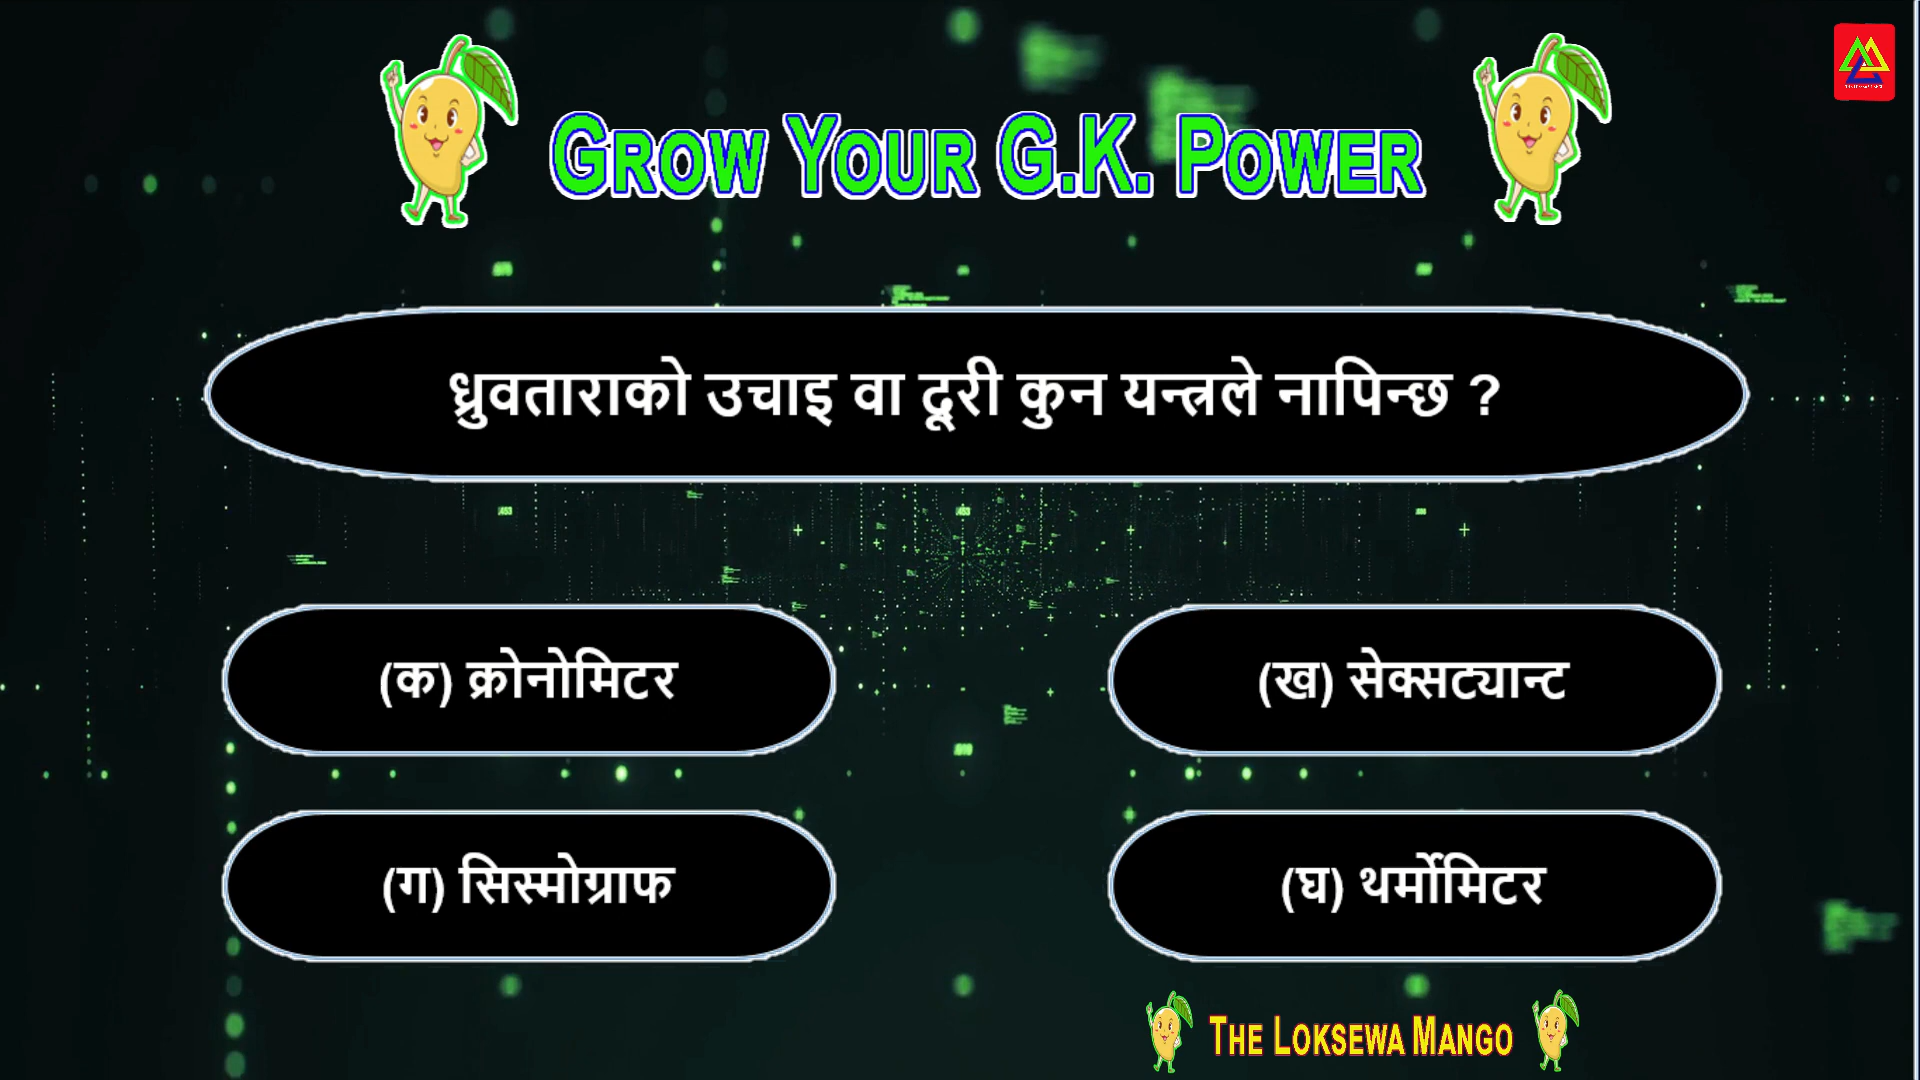 GROW YOUR G.K. POWER
ध्रुवताराको उचाइ वा दूरी कुन यन्त्रले नापिन्छ ?
(क) क्रोनोमिटर
(ख) सेक्सट्यान्ट
(ग) सिस्मोग्राफ
(घ) थर्मोमिटर
THE LOKSEWA MANGO